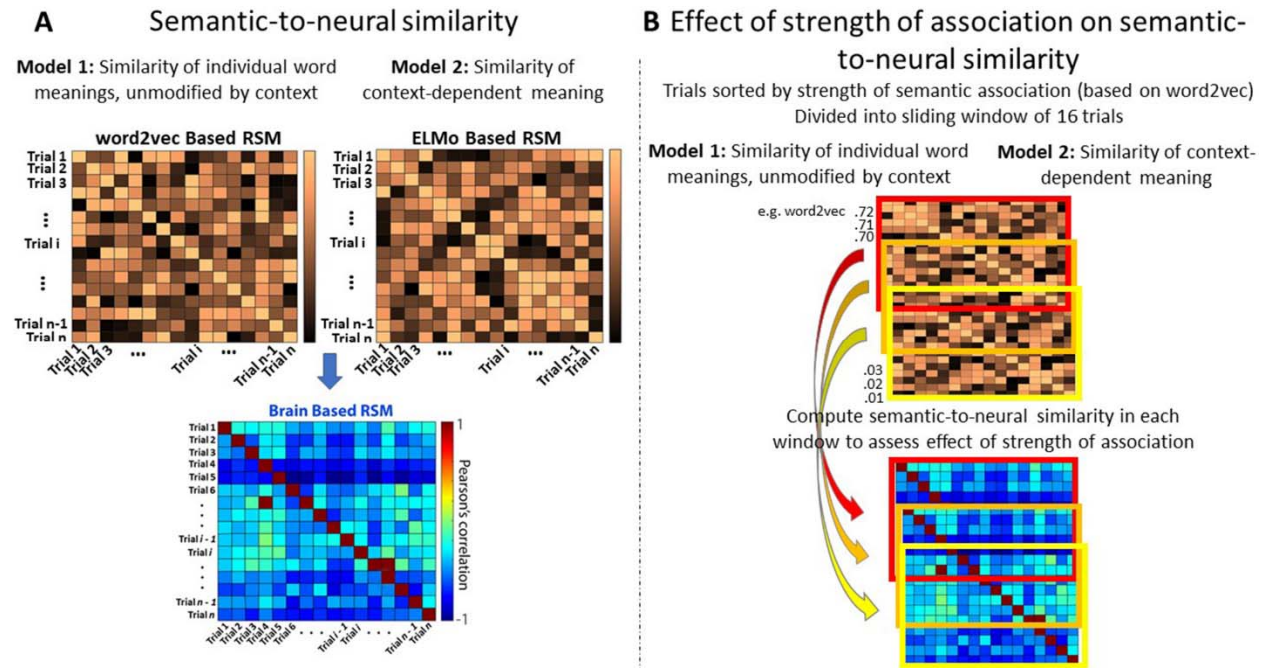 A Semantic-to-neural similarity
Model 1: Similarity of individual word
meanings, unmodified by context
Model 2: Similarity of
context-dependent meaning
word2vec Based RSM
Trial 1
Trial 2
Trial 3
...
Trial i
...
Trial n-1
Trial n
Trial 1
Trial 2
Trial 3
...
Trial i
...
Trial n-1
Trial n
ELMo Based RSM
Trial 1
Trial 2
Trial 3
...
Trial i
...
Trial n-1
Trial n
Trial 1
Trial 2
Trial 3
...
Trial i
...
Trial n-1
Trial n
Brain Based RSM
Trial 1
Trial 2
Trial 3
Trial 4
Trial 5
Trial 6
.
.
.
Trial i - 1
Trial i
.
.
.
Trial n - 1
Trial n
Trial 1
Trial 2
Trial 3
Trial 4
Trial 5
Trial 6
. . .
Trial i - 1
Trial i
. . .
Trial n - 1
Trial n
1
Pearson's correlation
-1
B Effect of strength of association on semantic-
to-neural similarity
Trials sorted by strength of semantic association (based on word2vec)
Divided into sliding window of 16 trials
Model 1: Similarity of individual word
meanings, unmodified by context
Model 2: Similarity of context-
dependent meaning
e.g. word2vec .72
.71
.70
.03
.02
.01
Compute semantic-to-neural similarity in each
window to assess effect of strength of association